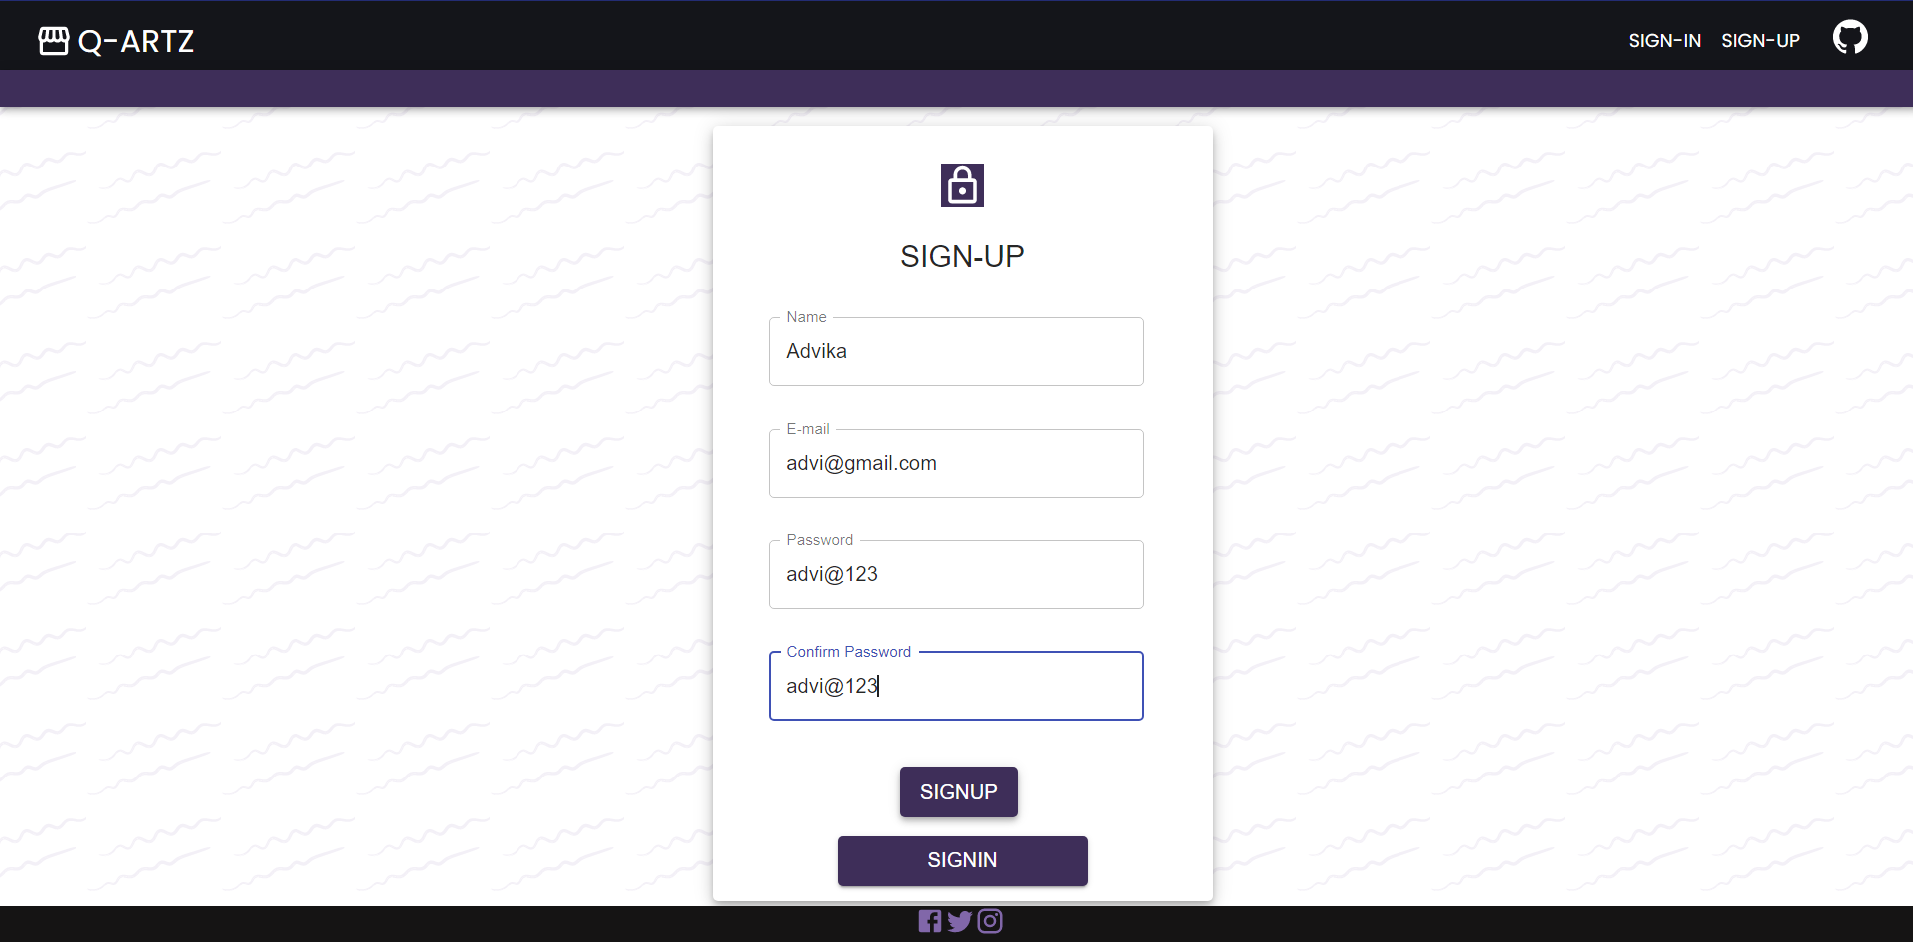 Q-ARTZ
SIGN-IN SIGN-UP
SIGN-UP
Name
Advika
E-mail
advi@gmail.com
Password
advi@123
Confirm Password
advi@123
SIGNUP
SIGNIN